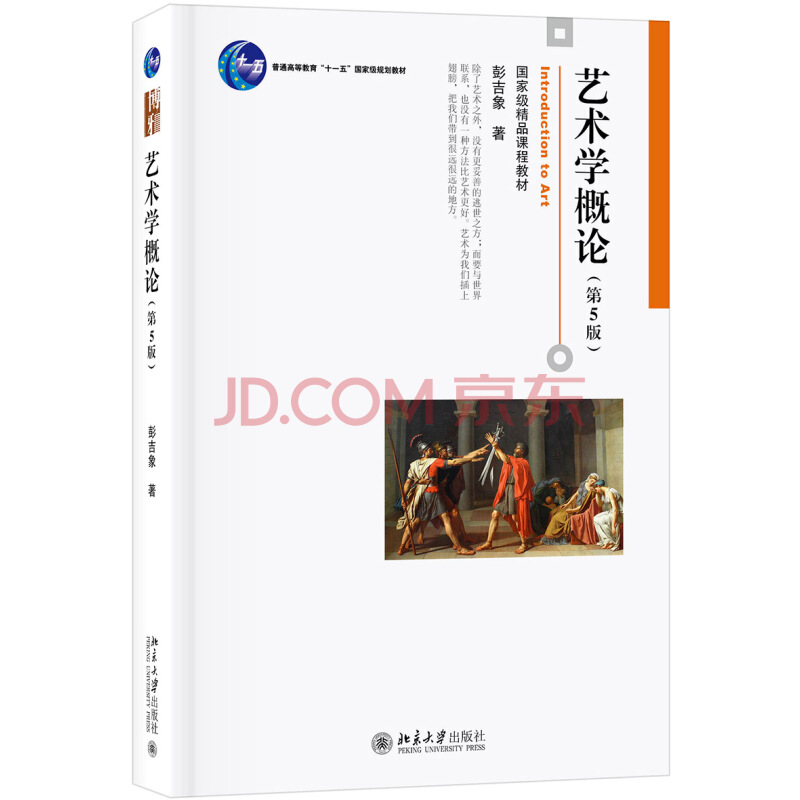 十一五
普通高等教育“十一五”国家级规划教材
艺术学概论（第5版）
Introduction to Art
国家级精品课程教材
彭吉象 著
除了艺术之外，没有更妥善的逃世之方；而要与世界
联系，也没有一种方法比艺术更好。艺术为我们插上
翅膀，把我们带到很远很远的地方。
JD.COM 京东
北京大学出版社
PEKING UNIVERSITY PRESS
博雅
艺术学概论（第5版）
彭吉象 著
北京大学出版社
PEKING UNIVERSITY PRESS